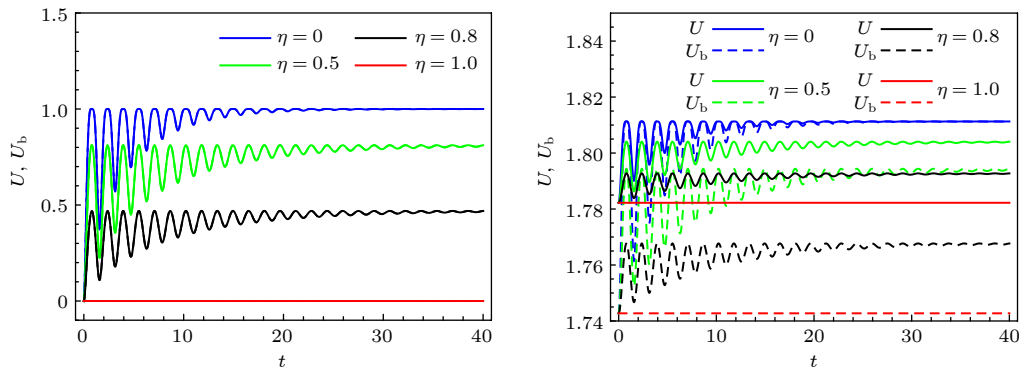 1.5
1.0
0.5
0
U, U_b
η = 0
η = 0.8
η = 0.5
η = 1.0
0 10 20 30 40
t
1.84
1.82
1.80
1.78
1.76
1.74
U, U_b
U
U_b
η = 0
U
U_b
η = 0.8
U
U_b
η = 0.5
U
U_b
η = 1.0
0 10 20 30 40
t